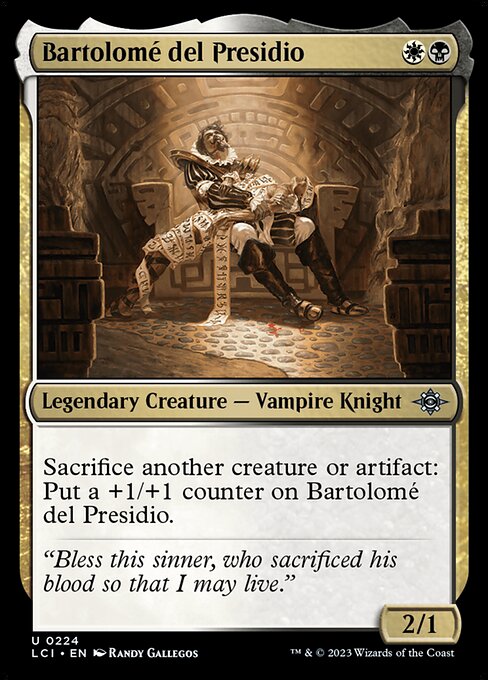 Bartolomé del Presidio
Legendary Creature — Vampire Knight
Sacrifice another creature or artifact:
Put a +1/+1 counter on Bartolomé
del Presidio.
“Bless this sinner, who sacrificed his
blood so that I may live.”
2/1
U 0224
LCI • EN RANDY GALLEGOS
™ & © 2023 Wizards of the Coast